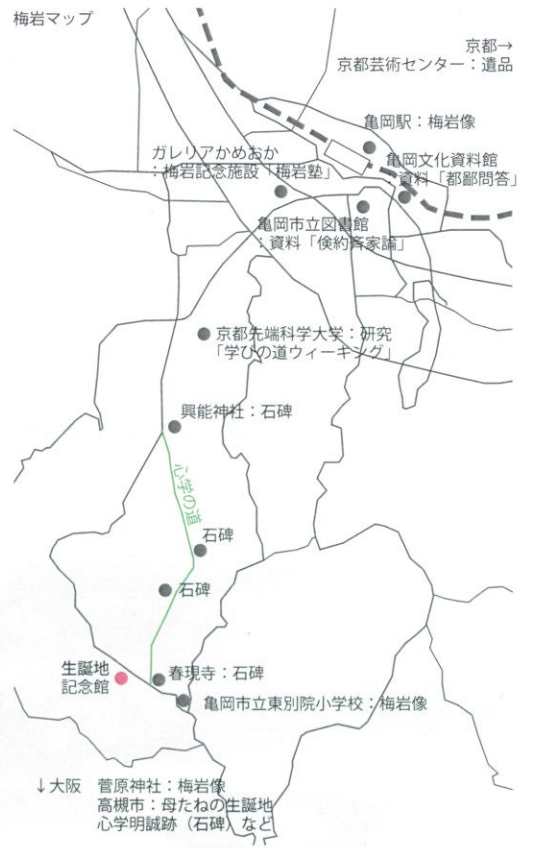 梅岩マップ
京都→
京都芸術センター：遺品
亀岡駅：梅岩像
ガレリアかめおか
：梅岩記念施設「梅岩塾」
亀岡文化資料館
：資料「都鄙問答」
亀岡市立図書館
：資料「倹約斉家論」
京都先端科学大学：研究
「学びの道ウィーキング」
興能神社：石碑
心学の道
石碑
石碑
生誕地
記念館
春現寺：石碑
亀岡市立東別院小学校：梅岩像
↓大阪　菅原神社：梅岩像
高槻市：母たねの生誕地
心学明誠跡（石碑）など